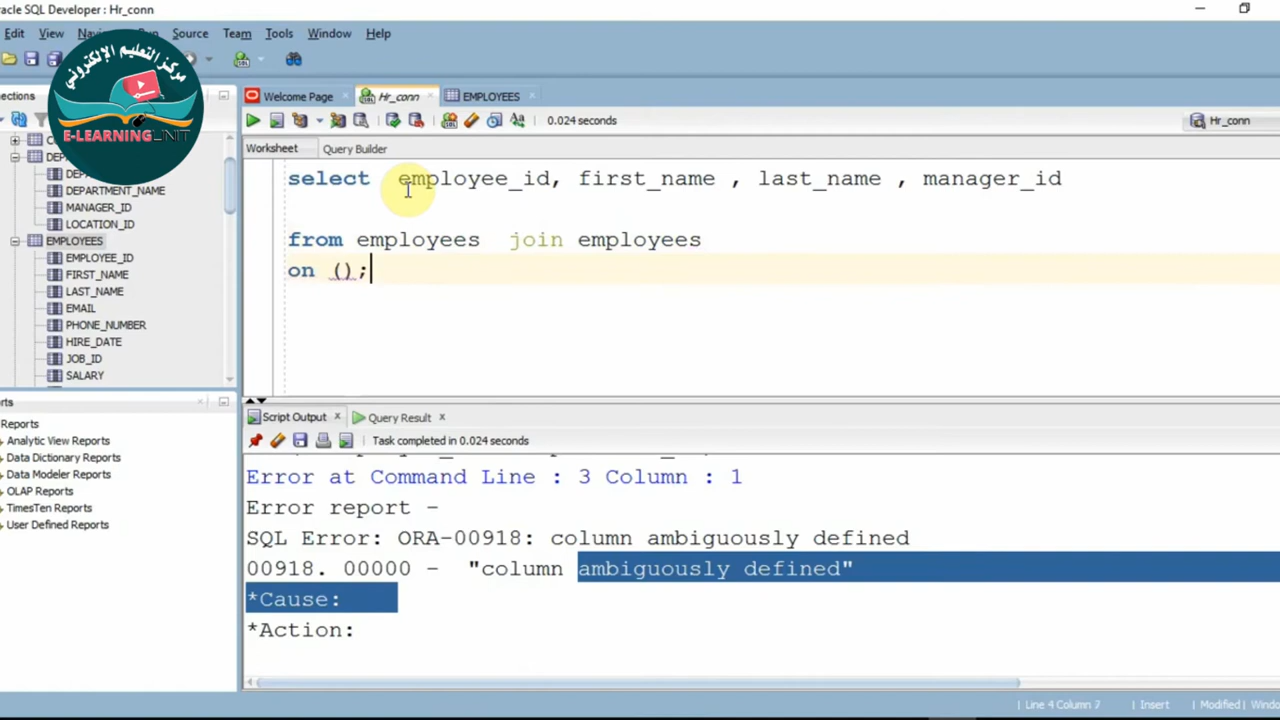 racle SQL Developer : Hr_conn
Edit View Run Source Team Tools Window Help
مركز التعليم الإلكتروني
E-LEARNING UNIT
nections
Welcome Page
Hr_conn
EMPLOYEES
0.024 seconds
Hr_conn
Worksheet
Query Builder
DEPARTMENT_NAME
MANAGER_ID
LOCATION_ID
EMPLOYEES
EMPLOYEE_ID
FIRST_NAME
LAST_NAME
EMAIL
PHONE_NUMBER
HIRE_DATE
JOB_ID
SALARY
select employee_id, first_name , last_name , manager_id
from employees join employees
on ();
rts
Reports
Analytic View Reports
Data Dictionary Reports
Data Modeler Reports
OLAP Reports
TimesTen Reports
User Defined Reports
Script Output
Query Result
Task completed in 0.024 seconds
Error at Command Line : 3 Column : 1
Error report -
SQL Error: ORA-00918: column ambiguously defined
00918. 00000 - "column ambiguously defined"
*Cause:
*Action:
Line 4 Column 7
Insert
Modified
Windo